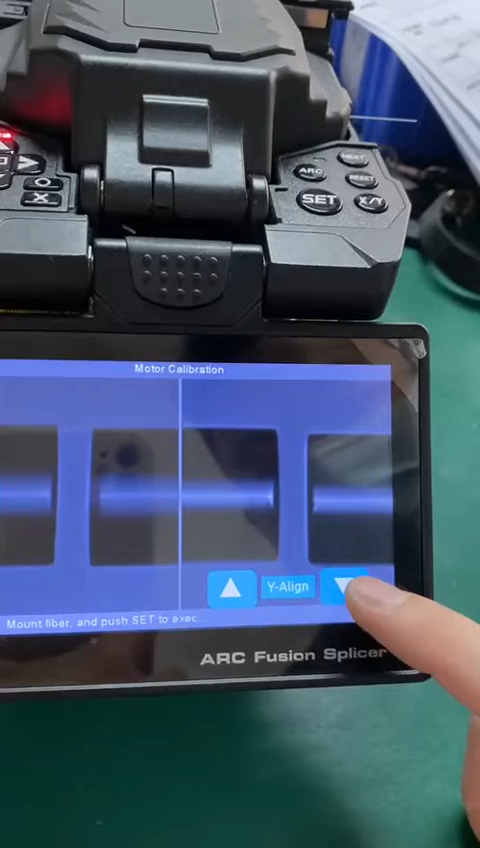 HEAT
ARC
RESET
SET
X/Y
X
Motor Calibration
Y-Align
Mount fiber, and push SET to exec...
ARC Fusion Splicer